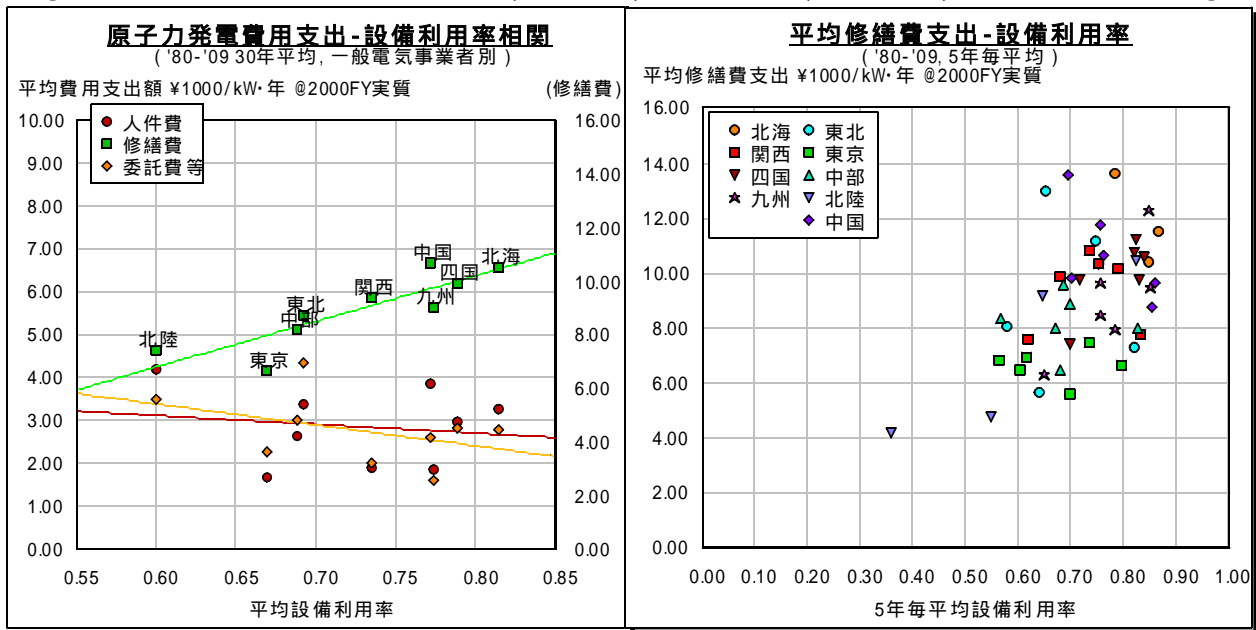 原子力発電費用支出-設備利用率相関
( '80-'09 30年平均, 一般電気事業者別 )
平均費用支出額 ¥1000/kW・年 @2000FY実質
(修繕費)
人件費
修繕費
委託費等
10.00
9.00
8.00
7.00
6.00
5.00
4.00
3.00
2.00
1.00
0.00
16.00
14.00
12.00
10.00
8.00
6.00
4.00
2.00
0.00
中国
北海
四国
関西
九州
東北
中部
北陸
東京
0.55
0.60
0.65
0.70
0.75
0.80
0.85
平均設備利用率
平均修繕費支出-設備利用率
( '80-'09, 5年毎平均 )
平均修繕費支出 ¥1000/kW・年 @2000FY実質
16.00
14.00
12.00
10.00
8.00
6.00
4.00
2.00
0.00
北海
東北
関西
東京
四国
中部
九州
北陸
中国
0.00
0.10
0.20
0.30
0.40
0.50
0.60
0.70
0.80
0.90
1.00
5年毎平均設備利用率